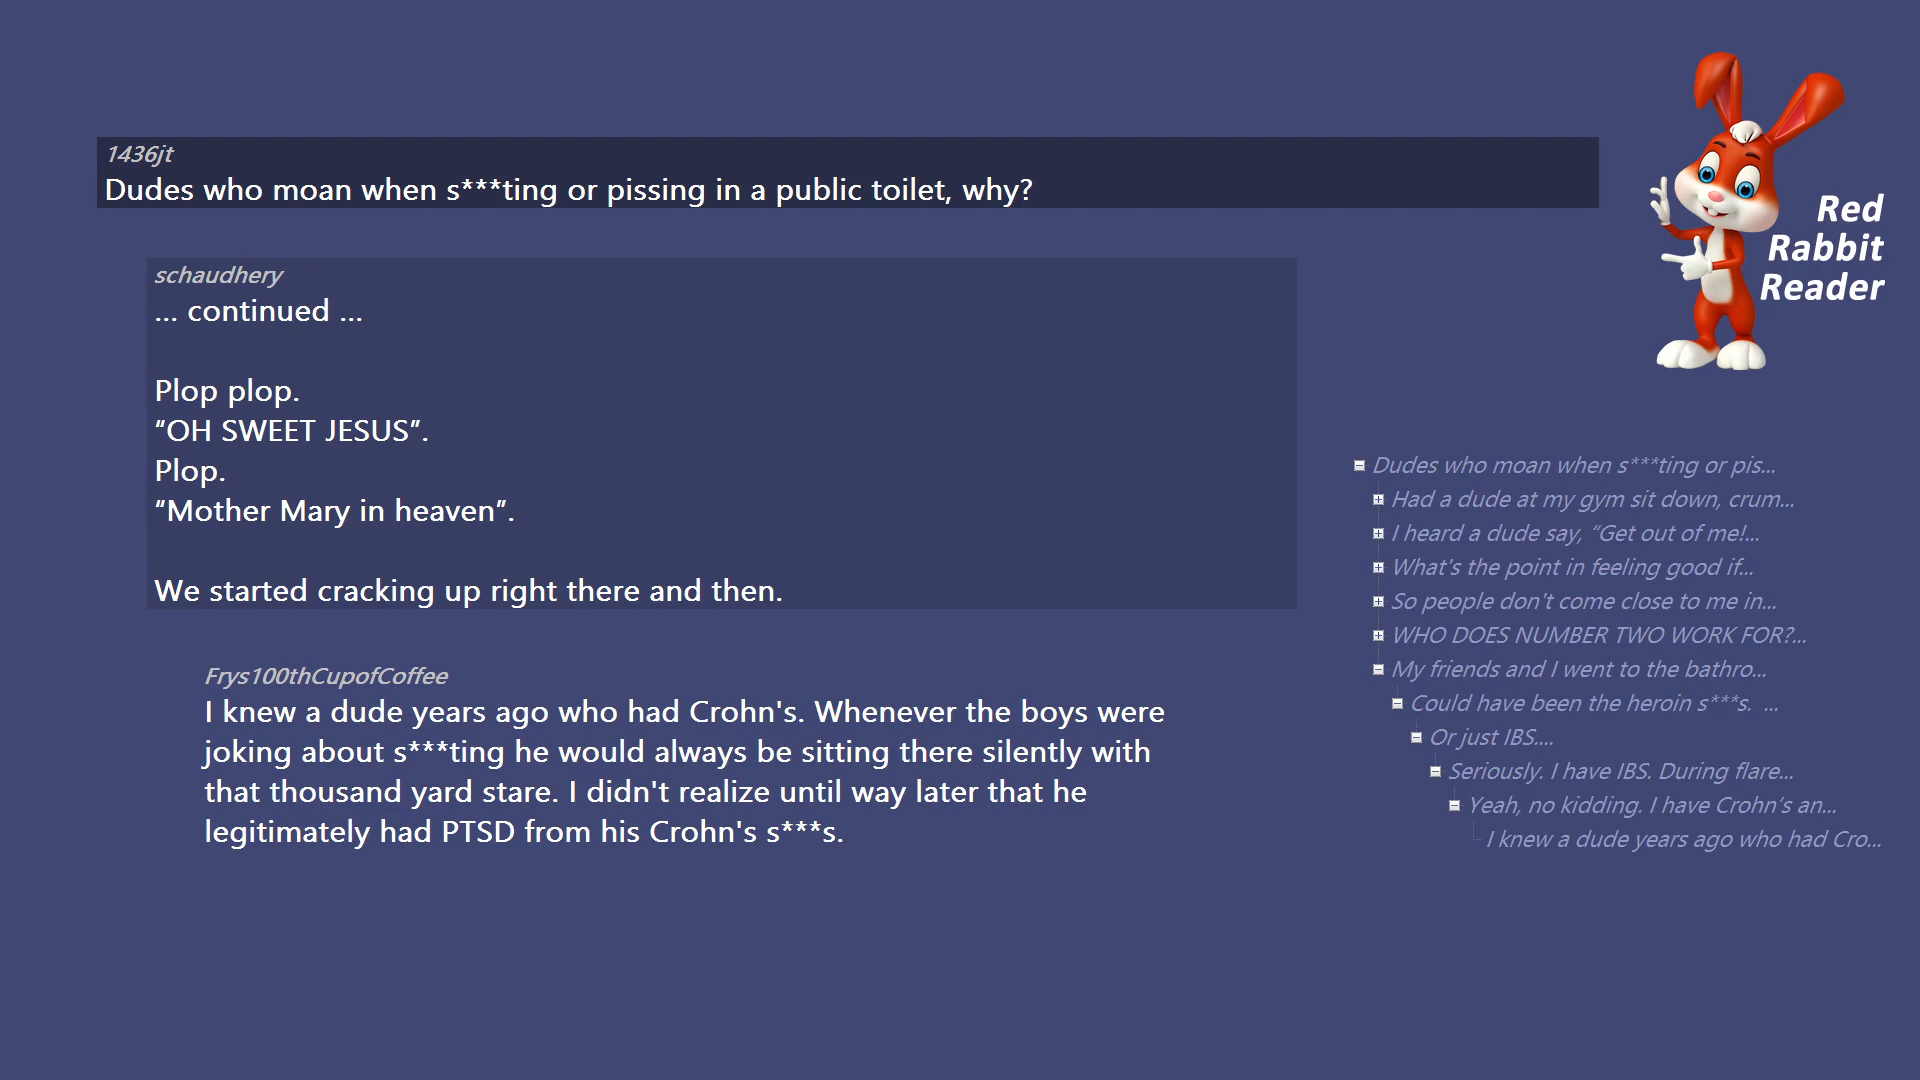 1436jt
Dudes who moan when s***ting or pissing in a public toilet, why?
schaudhery
... continued ...
Plop plop.
“OH SWEET JESUS”.
Plop.
“Mother Mary in heaven”.
We started cracking up right there and then.
Frys100thCupofCoffee
I knew a dude years ago who had Crohn's. Whenever the boys were
joking about s***ting he would always be sitting there silently with
that thousand yard stare. I didn't realize until way later that he
legitimately had PTSD from his Crohn's s***s.
Red
Rabbit
Reader
Dudes who moan when s***ting or pis...
Had a dude at my gym sit down, crum...
I heard a dude say, “Get out of me!...
What's the point in feeling good if...
So people don't come close to me in...
WHO DOES NUMBER TWO WORK FOR?...
My friends and I went to the bathro...
Could have been the heroin s***s.  ...
Or just IBS....
Seriously. I have IBS. During flare...
Yeah, no kidding. I have Crohn’s an...
I knew a dude years ago who had Cro...